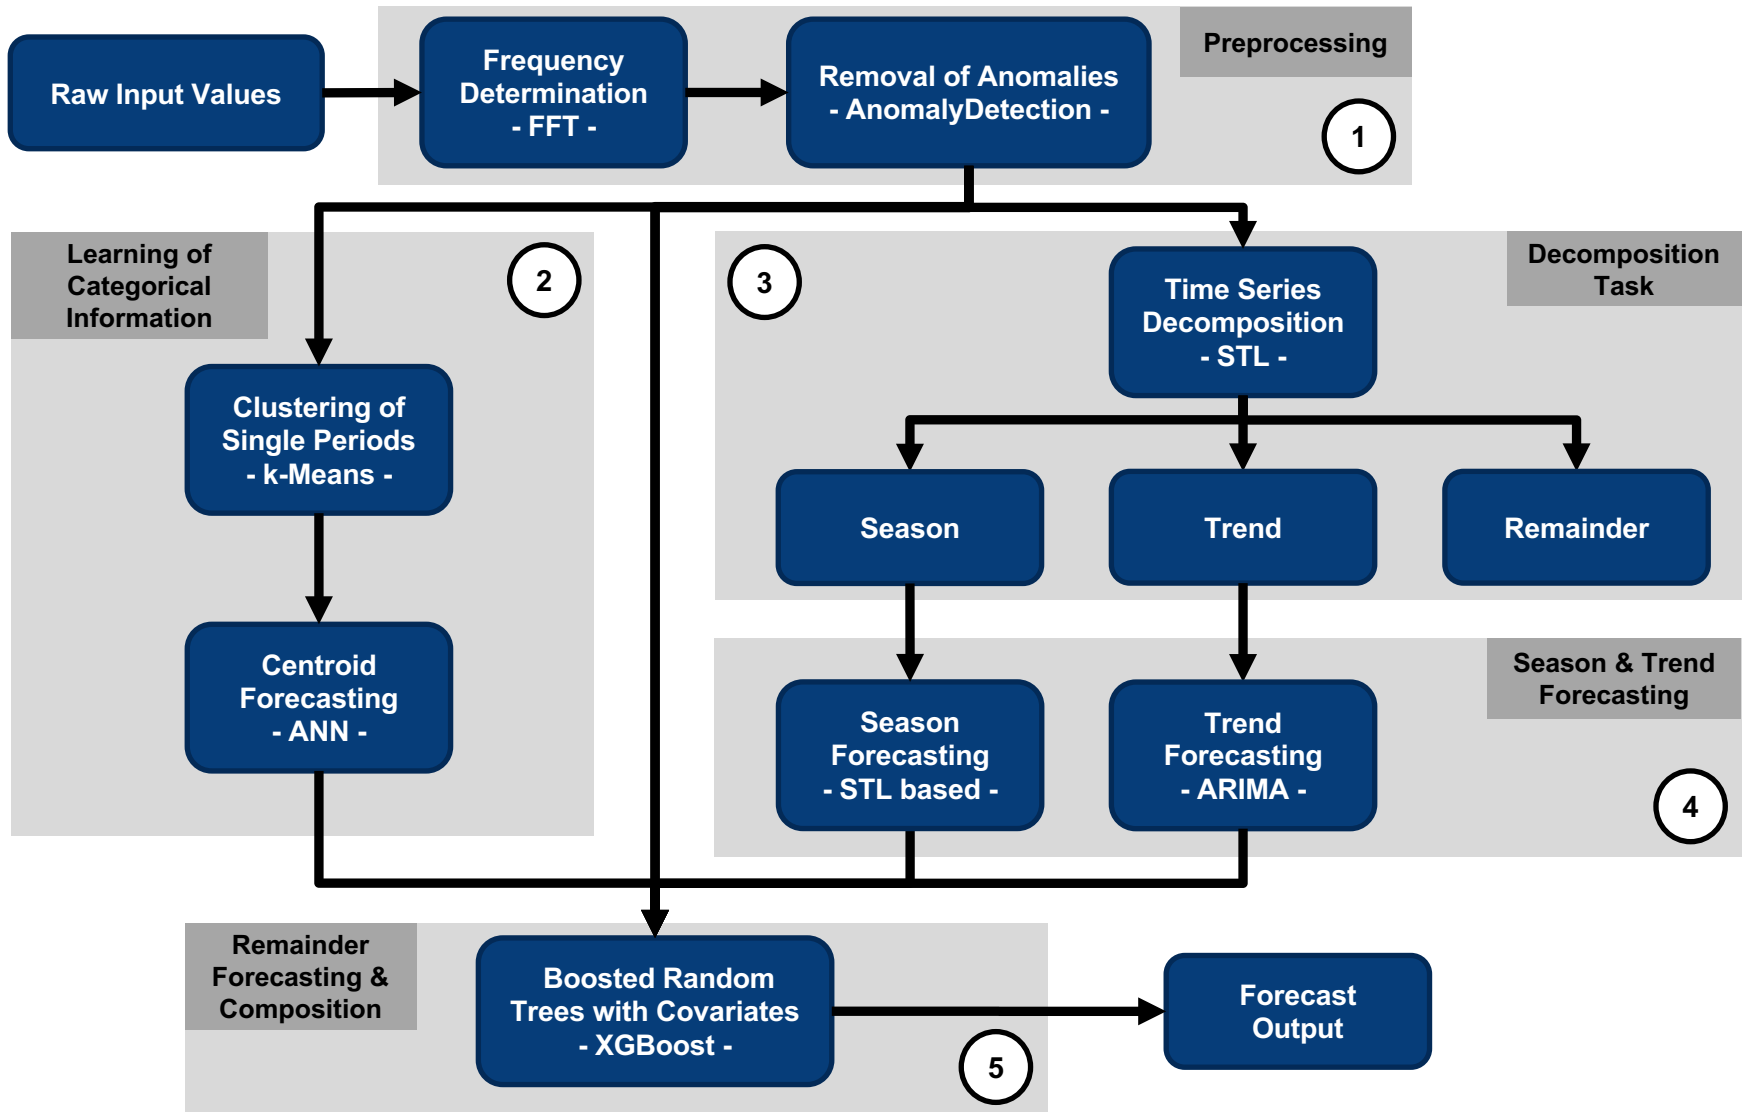 Raw Input Values
Frequency
Determination
- FFT -
Removal of Anomalies
- AnomalyDetection -
Preprocessing
1
Learning of
Categorical
Information
2
3
Decomposition
Task
Time Series
Decomposition
- STL -
Clustering of
Single Periods
- k-Means -
Season
Trend
Remainder
Centroid
Forecasting
- ANN -
Season & Trend
Forecasting
Season
Forecasting
- STL based -
Trend
Forecasting
- ARIMA -
4
Remainder
Forecasting &
Composition
Boosted Random
Trees with Covariates
- XGBoost -
5
Forecast
Output